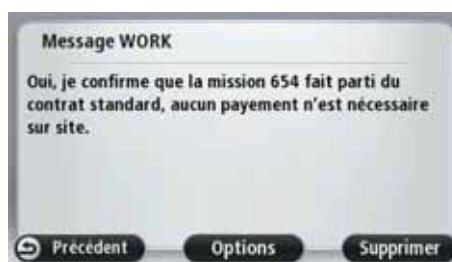 Message WORK
Oui, je confirme que la mission 654 fait parti du
contrat standard, aucun payement n'est nécessaire
sur site.
Précédent Options Supprimer